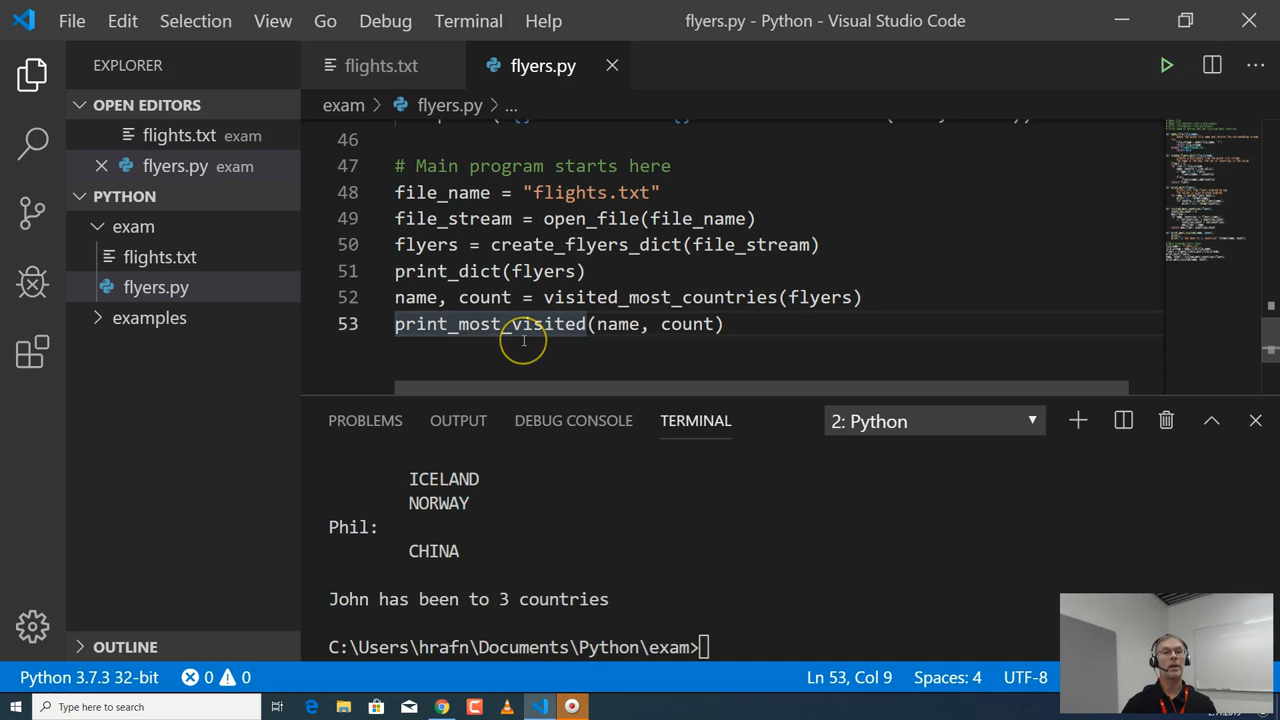 File Edit Selection View Go Debug Terminal Help flyers.py - Python - Visual Studio Code
EXPLORER
OPEN EDITORS
flights.txt exam
flyers.py exam
PYTHON
exam
flights.txt
flyers.py
examples
OUTLINE
flights.txt flyers.py
exam > flyers.py > ...
46
47 # Main program starts here
48 file_name = "flights.txt"
49 file_stream = open_file(file_name)
50 flyers = create_flyers_dict(file_stream)
51 print_dict(flyers)
52 name, count = visited_most_countries(flyers)
53 print_most_visited(name, count)
PROBLEMS OUTPUT DEBUG CONSOLE TERMINAL 2: Python
ICELAND
NORWAY
Phil:
CHINA
John has been to 3 countries
C:\Users\hrafn\Documents\Python\exam>
Python 3.7.3 32-bit 0 0 Ln 53, Col 9 Spaces: 4 UTF-8
Type here to search